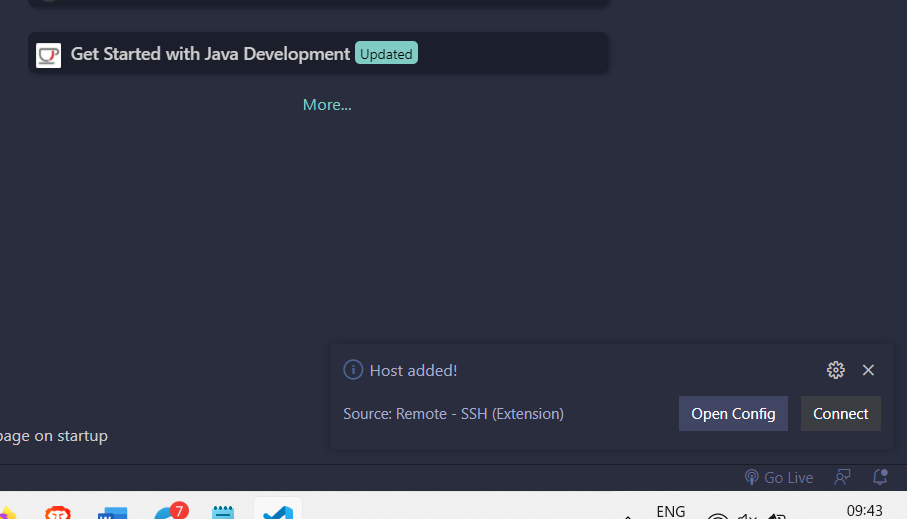 Get Started with Java Development Updated
More...
Host added!
Source: Remote - SSH (Extension)
Open Config
Connect
page on startup
Go Live
7
ENG
09:43